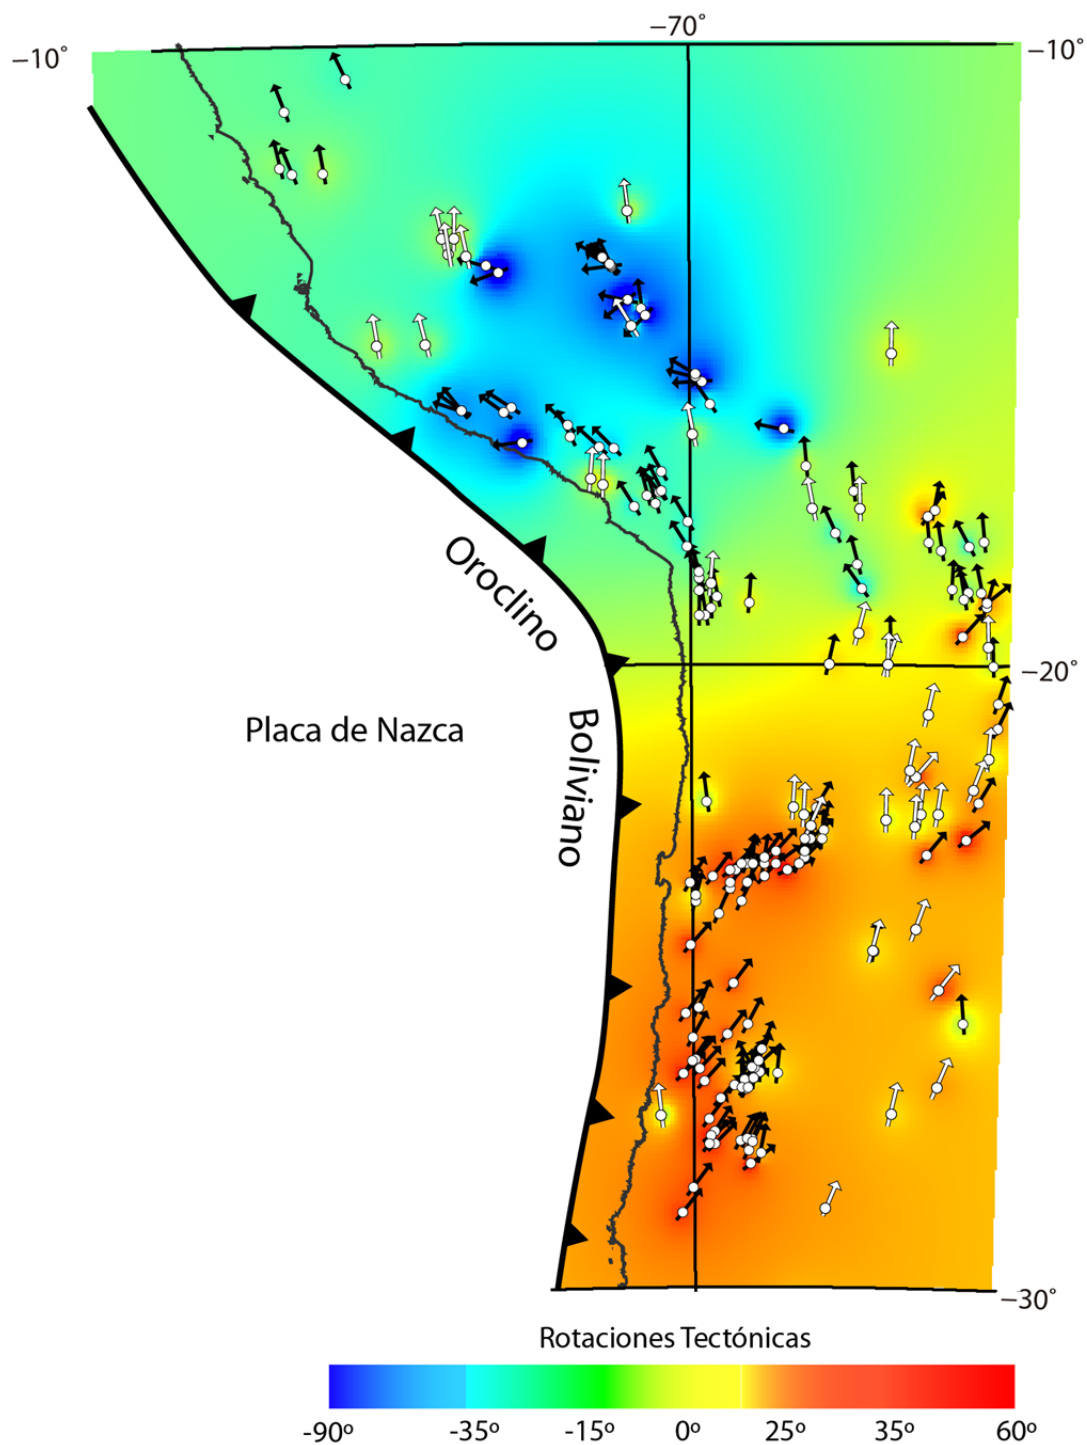 −70˚
−10˚
−10˚
Oroclino
Boliviano
Placa de Nazca
−20˚
−30˚
Rotaciones Tectónicas
-90º -35º -15º 0º 25º 35º 60º